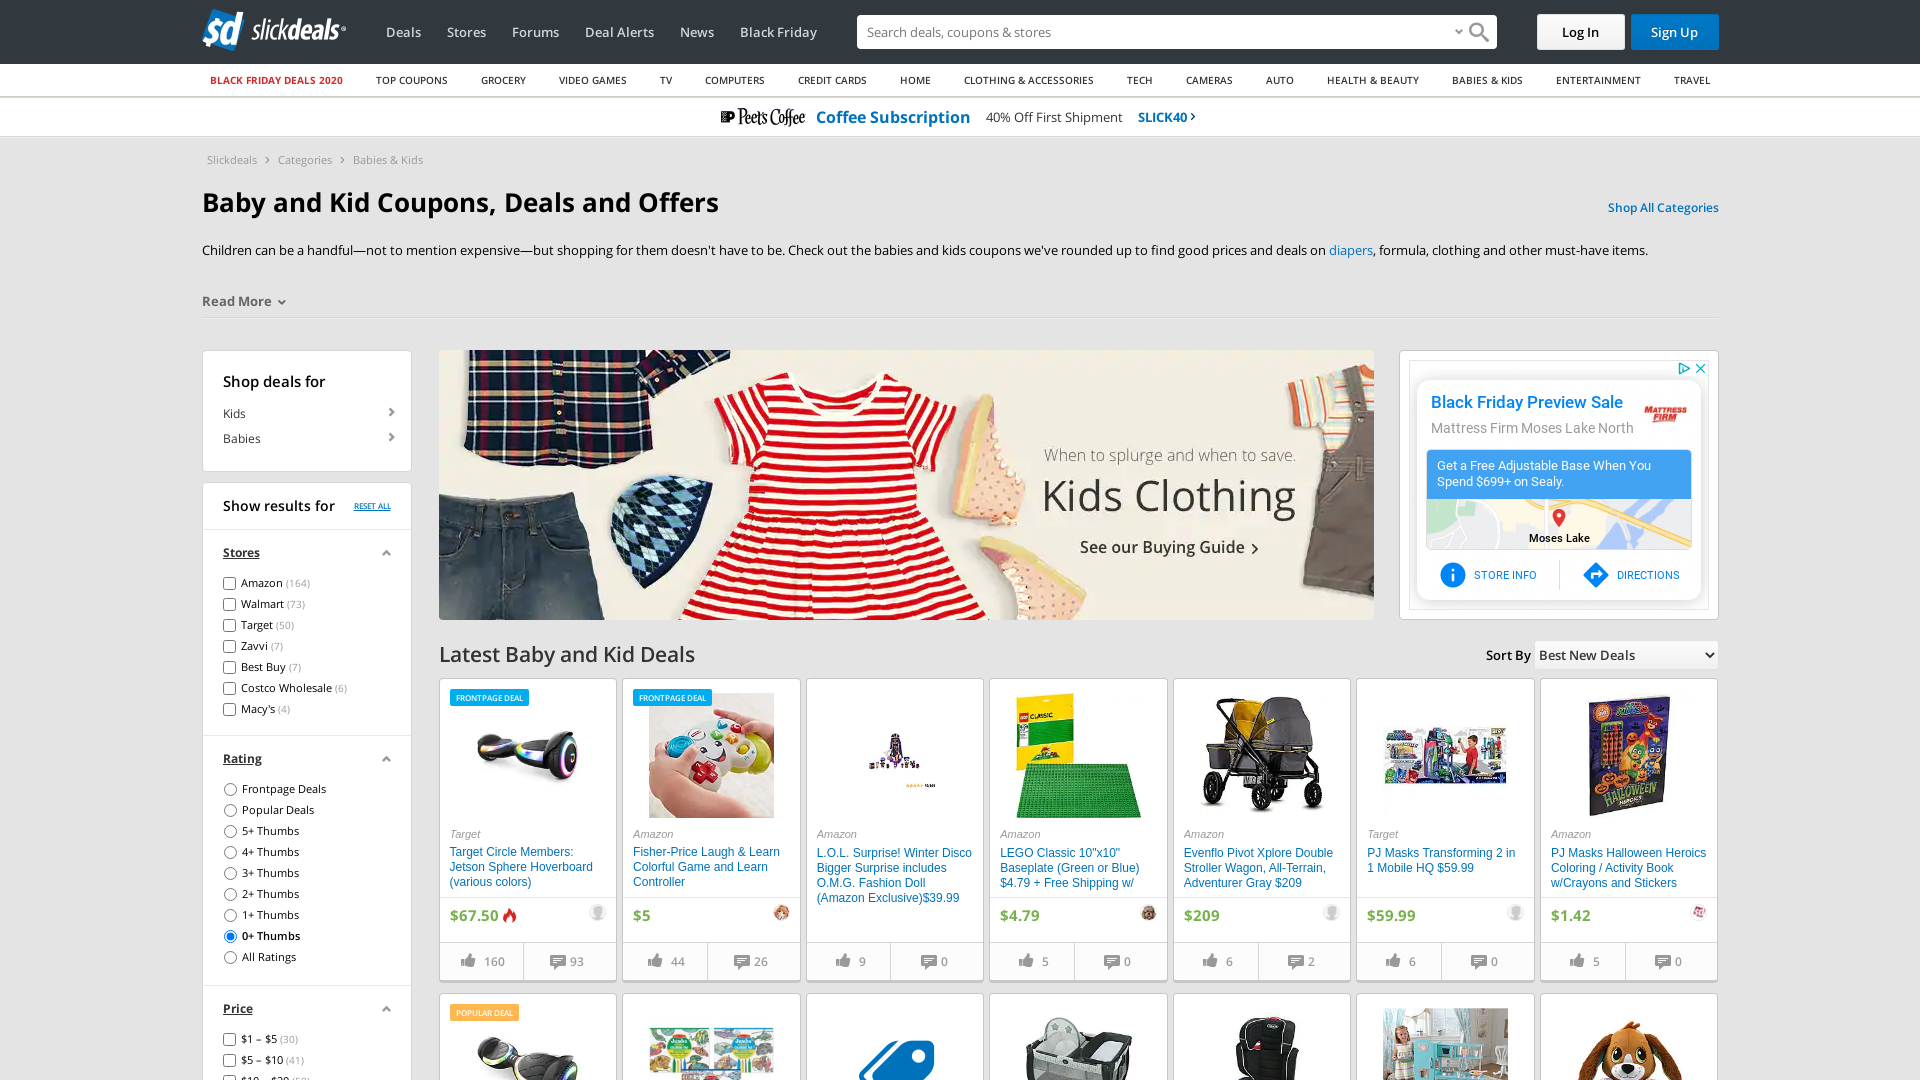 slickdeals
Deals
Stores
Forums
Deal Alerts
News
Black Friday
Search deals, coupons & stores
Log In
Sign Up
BLACK FRIDAY DEALS 2020
TOP COUPONS
GROCERY
VIDEO GAMES
TV
COMPUTERS
CREDIT CARDS
HOME
CLOTHING & ACCESSORIES
TECH
CAMERAS
AUTO
HEALTH & BEAUTY
BABIES & KIDS
ENTERTAINMENT
TRAVEL
Peet's Coffee Coffee Subscription 40% Off First Shipment SLICK40
Slickdeals > Categories > Babies & Kids
Baby and Kid Coupons, Deals and Offers
Shop All Categories
Children can be a handful—not to mention expensive—but shopping for them doesn't have to be. Check out the babies and kids coupons we've rounded up to find good prices and deals on diapers, formula, clothing and other must-have items.
Read More
Shop deals for
Kids
Babies
Show results for RESET ALL
Stores
Amazon (164)
Walmart (73)
Target (50)
Zavvi (7)
Best Buy (7)
Costco Wholesale (6)
Macy's (4)
Rating
Frontpage Deals
Popular Deals
5+ Thumbs
4+ Thumbs
3+ Thumbs
2+ Thumbs
1+ Thumbs
0+ Thumbs
All Ratings
Price
$1 – $5 (30)
$5 – $10 (41)
When to splurge and when to save.
Kids Clothing
See our Buying Guide
Black Friday Preview Sale
Mattress Firm Moses Lake North
MATTRESS FIRM
Get a Free Adjustable Base When You
Spend $699+ on Sealy.
Moses Lake
STORE INFO
DIRECTIONS
Latest Baby and Kid Deals
Sort By Best New Deals
FRONTPAGE DEAL
Target
Target Circle Members:
Jetson Sphere Hoverboard
(various colors)
$67.50
160
93
FRONTPAGE DEAL
Amazon
Fisher-Price Laugh & Learn
Colorful Game and Learn
Controller
$5
44
26
Amazon
L.O.L. Surprise! Winter Disco
Bigger Surprise includes
O.M.G. Fashion Doll
(Amazon Exclusive)$39.99
9
0
CLASSIC
Amazon
LEGO Classic 10"x10"
Baseplate (Green or Blue)
$4.79 + Free Shipping w/
$4.79
5
0
Amazon
Evenflo Pivot Xplore Double
Stroller Wagon, All-Terrain,
Adventurer Gray $209
$209
6
2
Target
PJ Masks Transforming 2 in
1 Mobile HQ $59.99
$59.99
6
0
HALLOWEEN
HEROICS
Amazon
PJ Masks Halloween Heroics
Coloring / Activity Book
w/Crayons and Stickers
$1.42
5
0
POPULAR DEAL